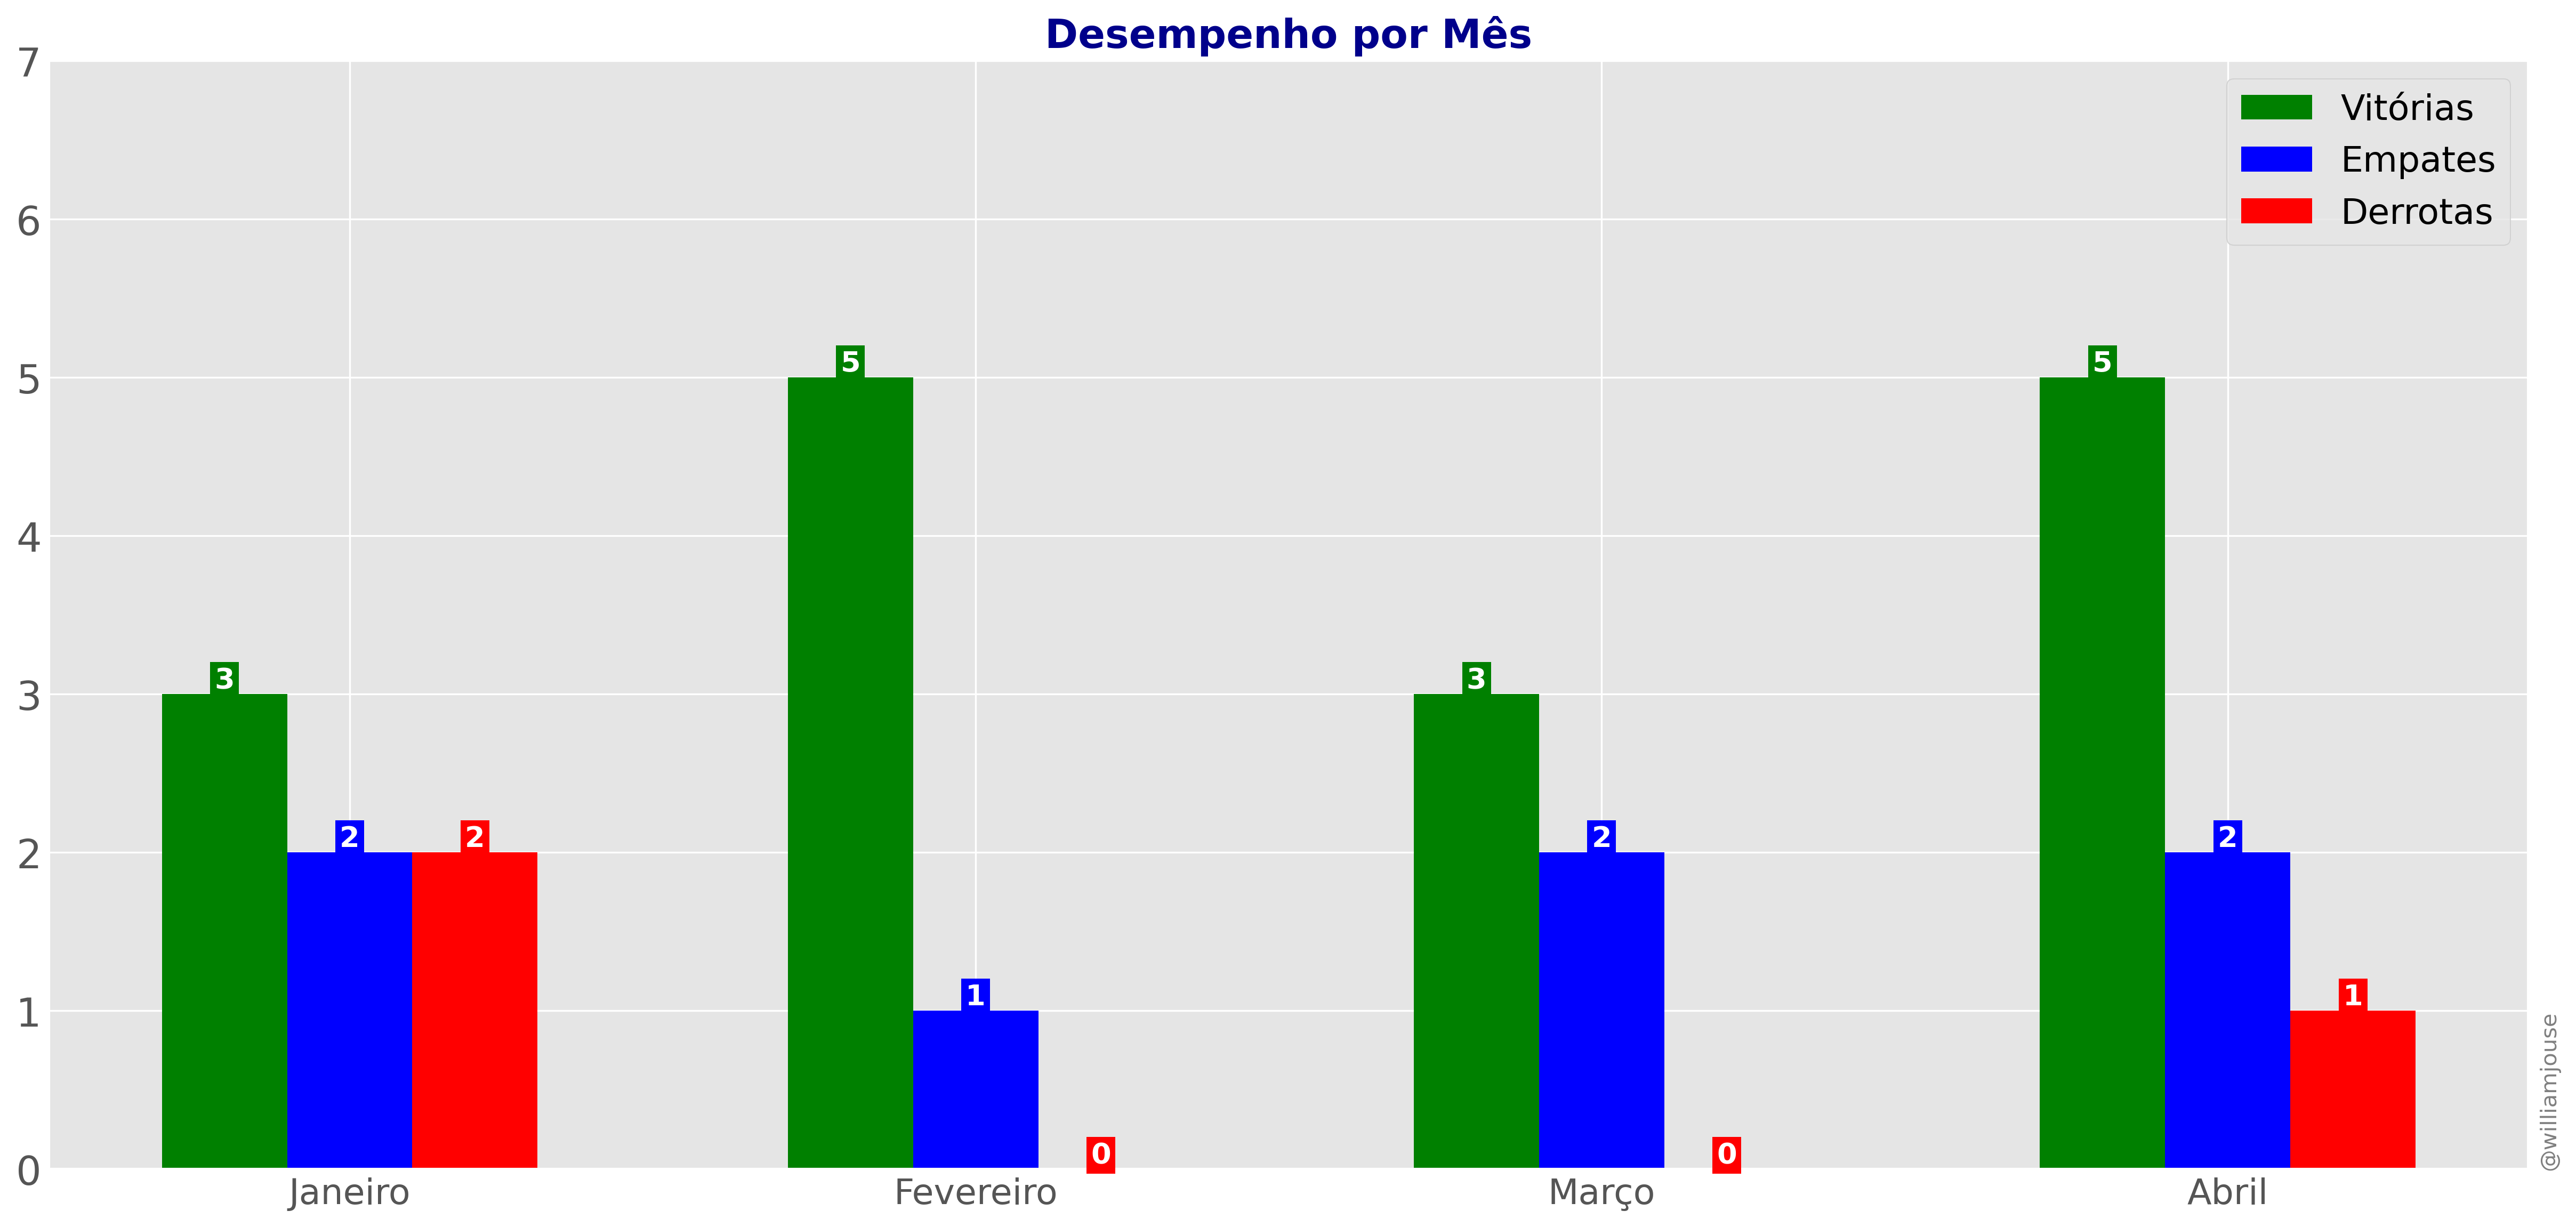 Desempenho por Mês
7
6
5
4
3
2
1
0
Vitórias
Empates
Derrotas
3
2
2
5
1
0
3
2
0
5
2
1
Janeiro
Fevereiro
Março
Abril
@williamjouse